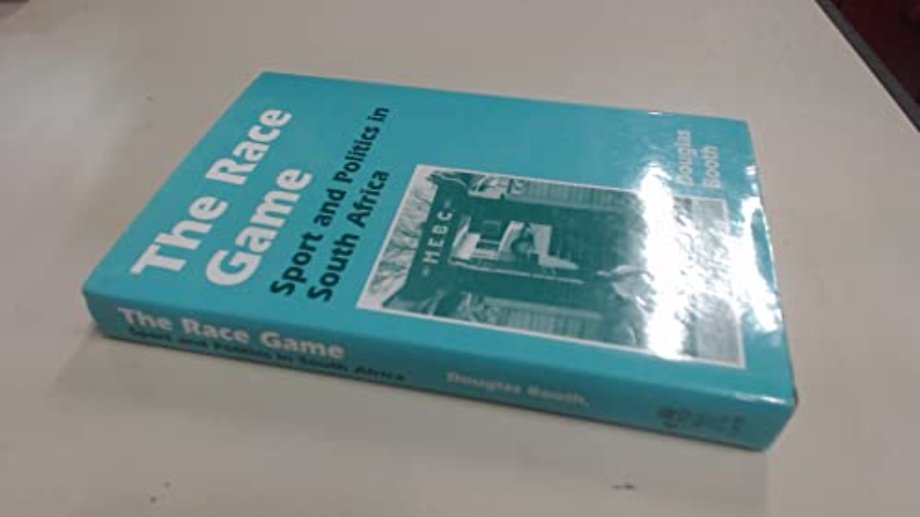 The Race
Game
Sport and Politics in
South Africa
Douglas
Booth
M.E.B.C
The Race Game
Sport and Politics in South Africa
Douglas Booth